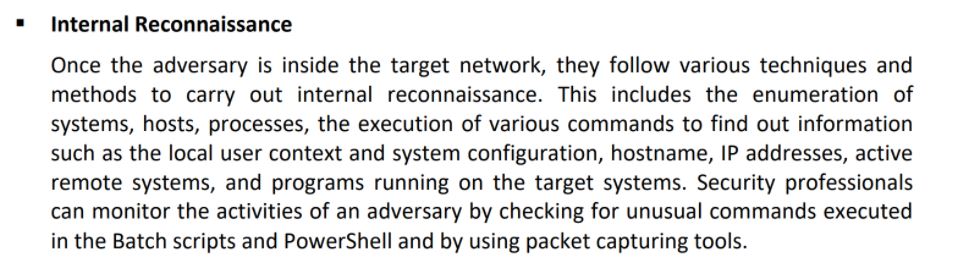 ▪ Internal Reconnaissance
Once the adversary is inside the target network, they follow various techniques and
methods to carry out internal reconnaissance. This includes the enumeration of
systems, hosts, processes, the execution of various commands to find out information
such as the local user context and system configuration, hostname, IP addresses, active
remote systems, and programs running on the target systems. Security professionals
can monitor the activities of an adversary by checking for unusual commands executed
in the Batch scripts and PowerShell and by using packet capturing tools.